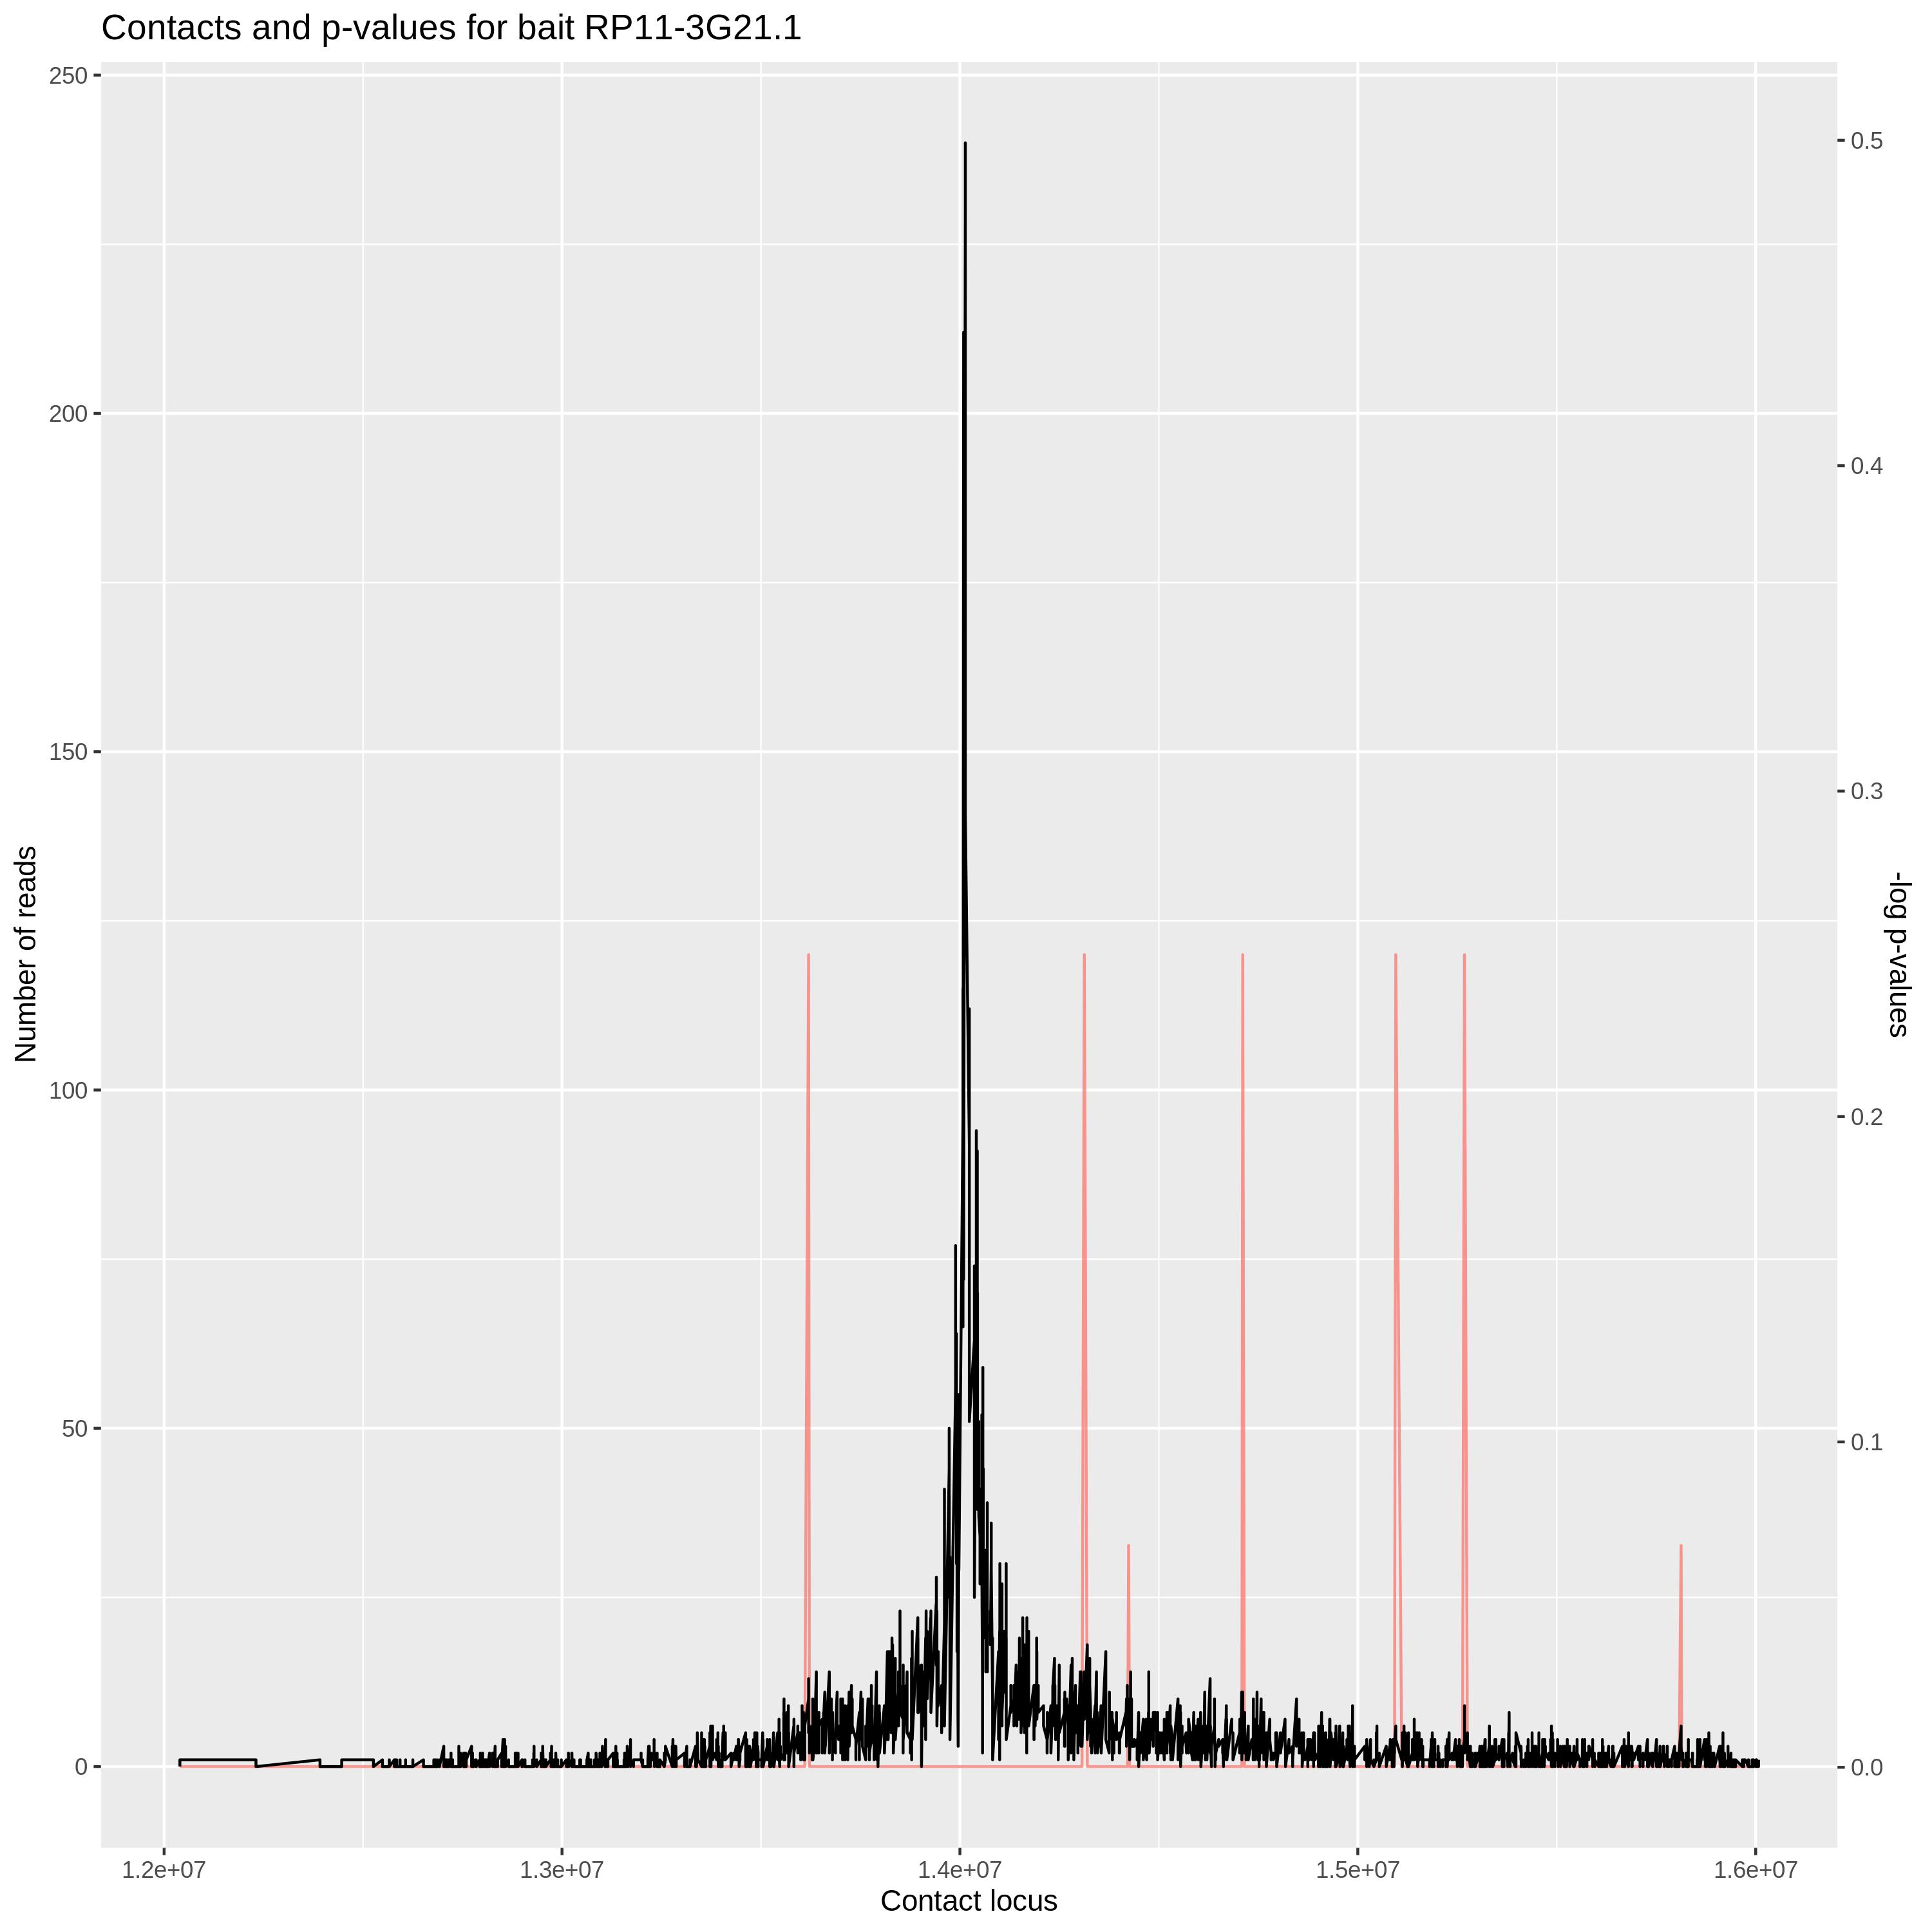 Contacts and p-values for bait RP11-3G21.1
250
200
150
100
50
0
Number of reads
0.5
0.4
0.3
0.2
0.1
0.0
-log p-values
1.2e+07 1.3e+07 1.4e+07 1.5e+07 1.6e+07
Contact locus